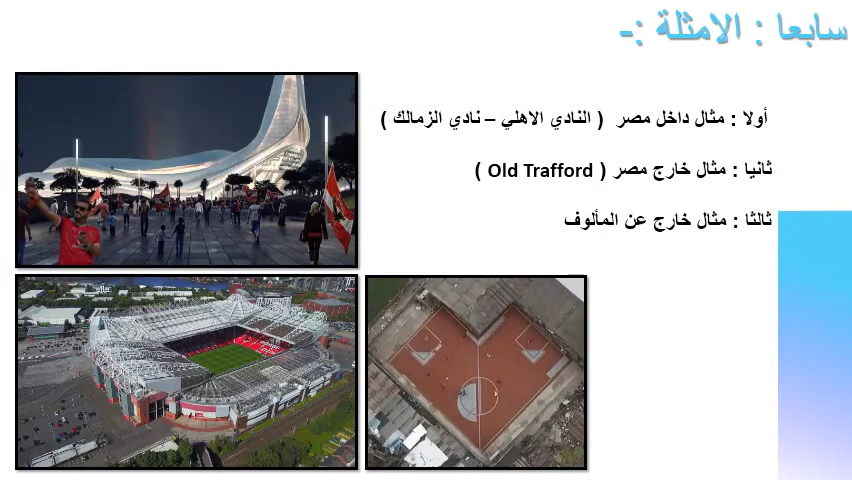 سابعا : الامثلة :-
أولا : مثال داخل مصر ( النادي الاهلي – نادي الزمالك )
ثانيا : مثال خارج مصر ( Old Trafford )
ثالثا : مثال خارج عن المألوف